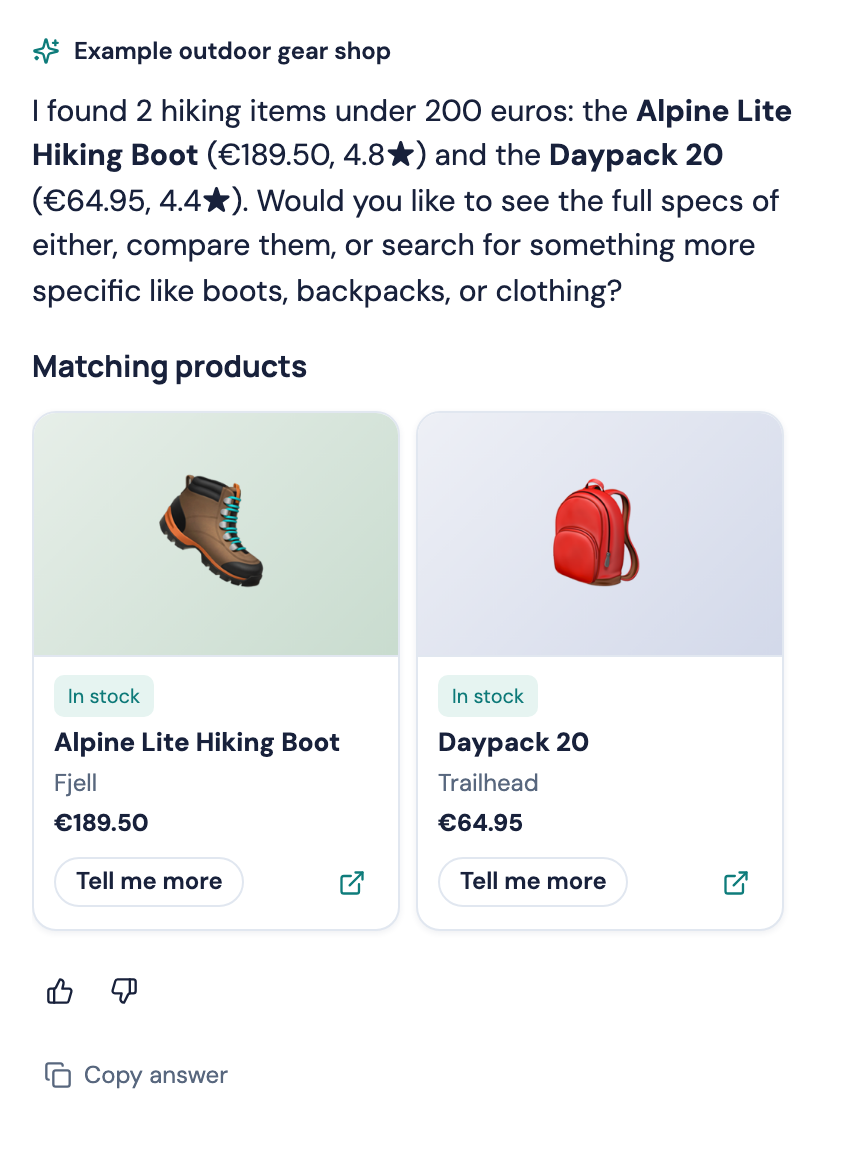 Example outdoor gear shop
I found 2 hiking items under 200 euros: the Alpine Lite
Hiking Boot (€189.50, 4.8★) and the Daypack 20
(€64.95, 4.4★). Would you like to see the full specs of
either, compare them, or search for something more
specific like boots, backpacks, or clothing?
Matching products
In stock
Alpine Lite Hiking Boot
Fjell
€189.50
Tell me more
In stock
Daypack 20
Trailhead
€64.95
Tell me more
Copy answer